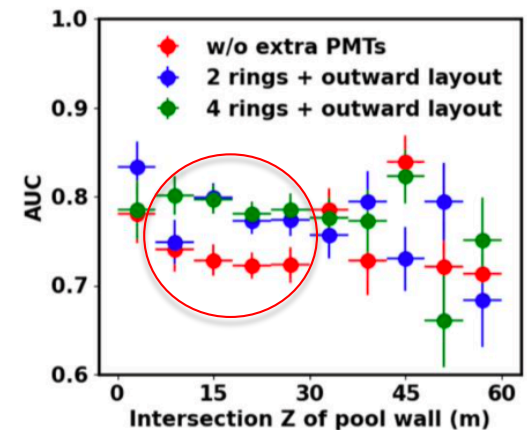 1.0
w/o extra PMTs
2 rings + outward layout
0.9
4 rings + outward layout
AUC
0.8
0.7
0.6
0 15 30 45 60
Intersection Z of pool wall (m)